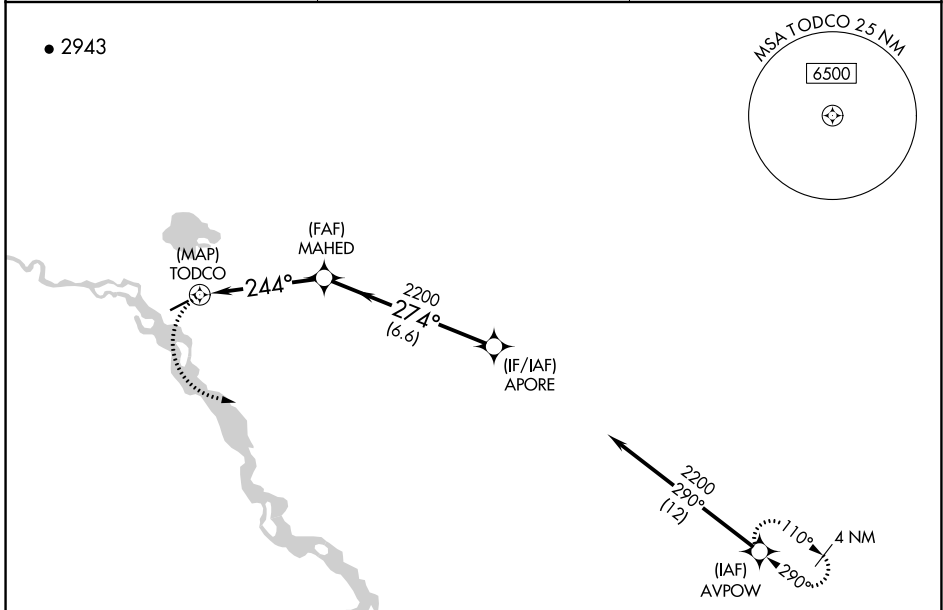 2943
MSA TODCO 25 NM
6500
(FAF)
MAHED
(MAP)
TODCO
244°
2200
274°
(6.6)
(IF/IAF)
APORE
2200
290°
(12)
110°
4 NM
290°
(IAF)
AVPOW